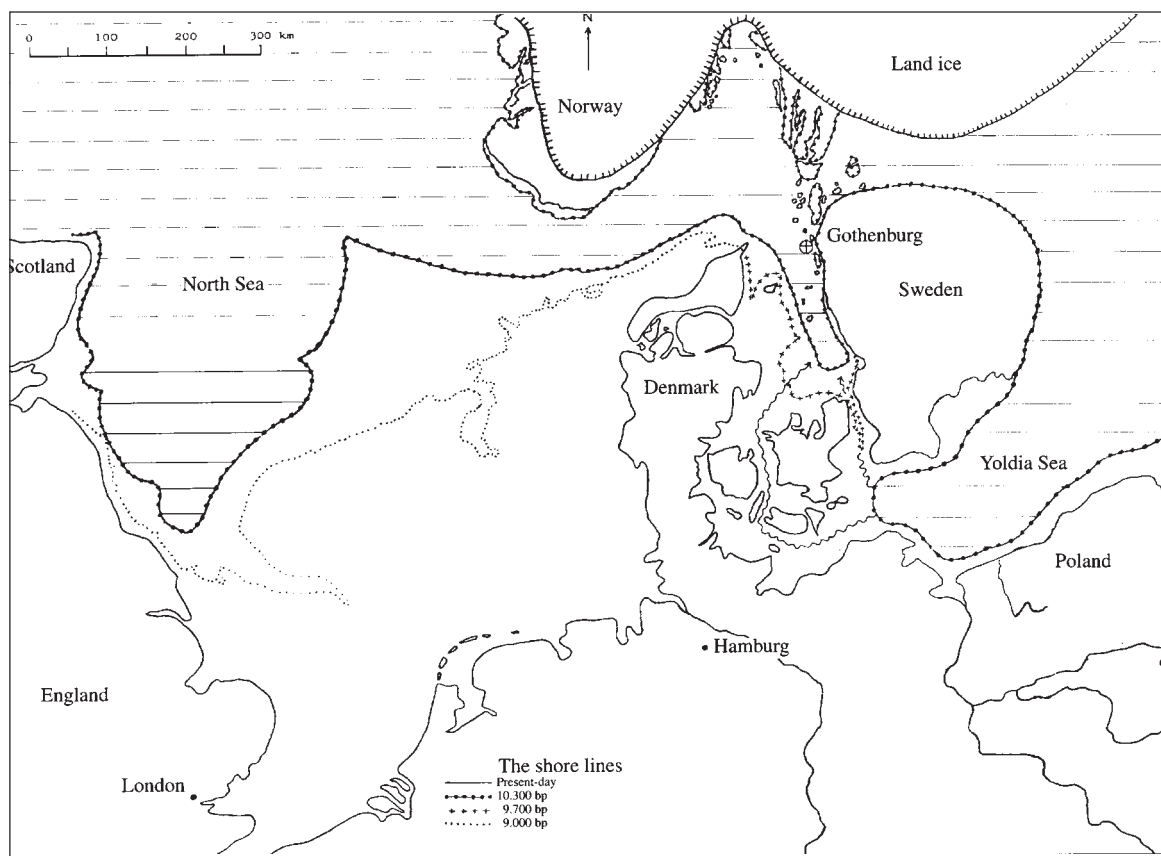 N
0 100 200 300 km
Land ice
Norway
Gothenburg
Scotland
North Sea
Sweden
Denmark
Yoldia Sea
Poland
Hamburg
England
London
The shore lines
Present-day
10.300 bp
9.700 bp
9.000 bp